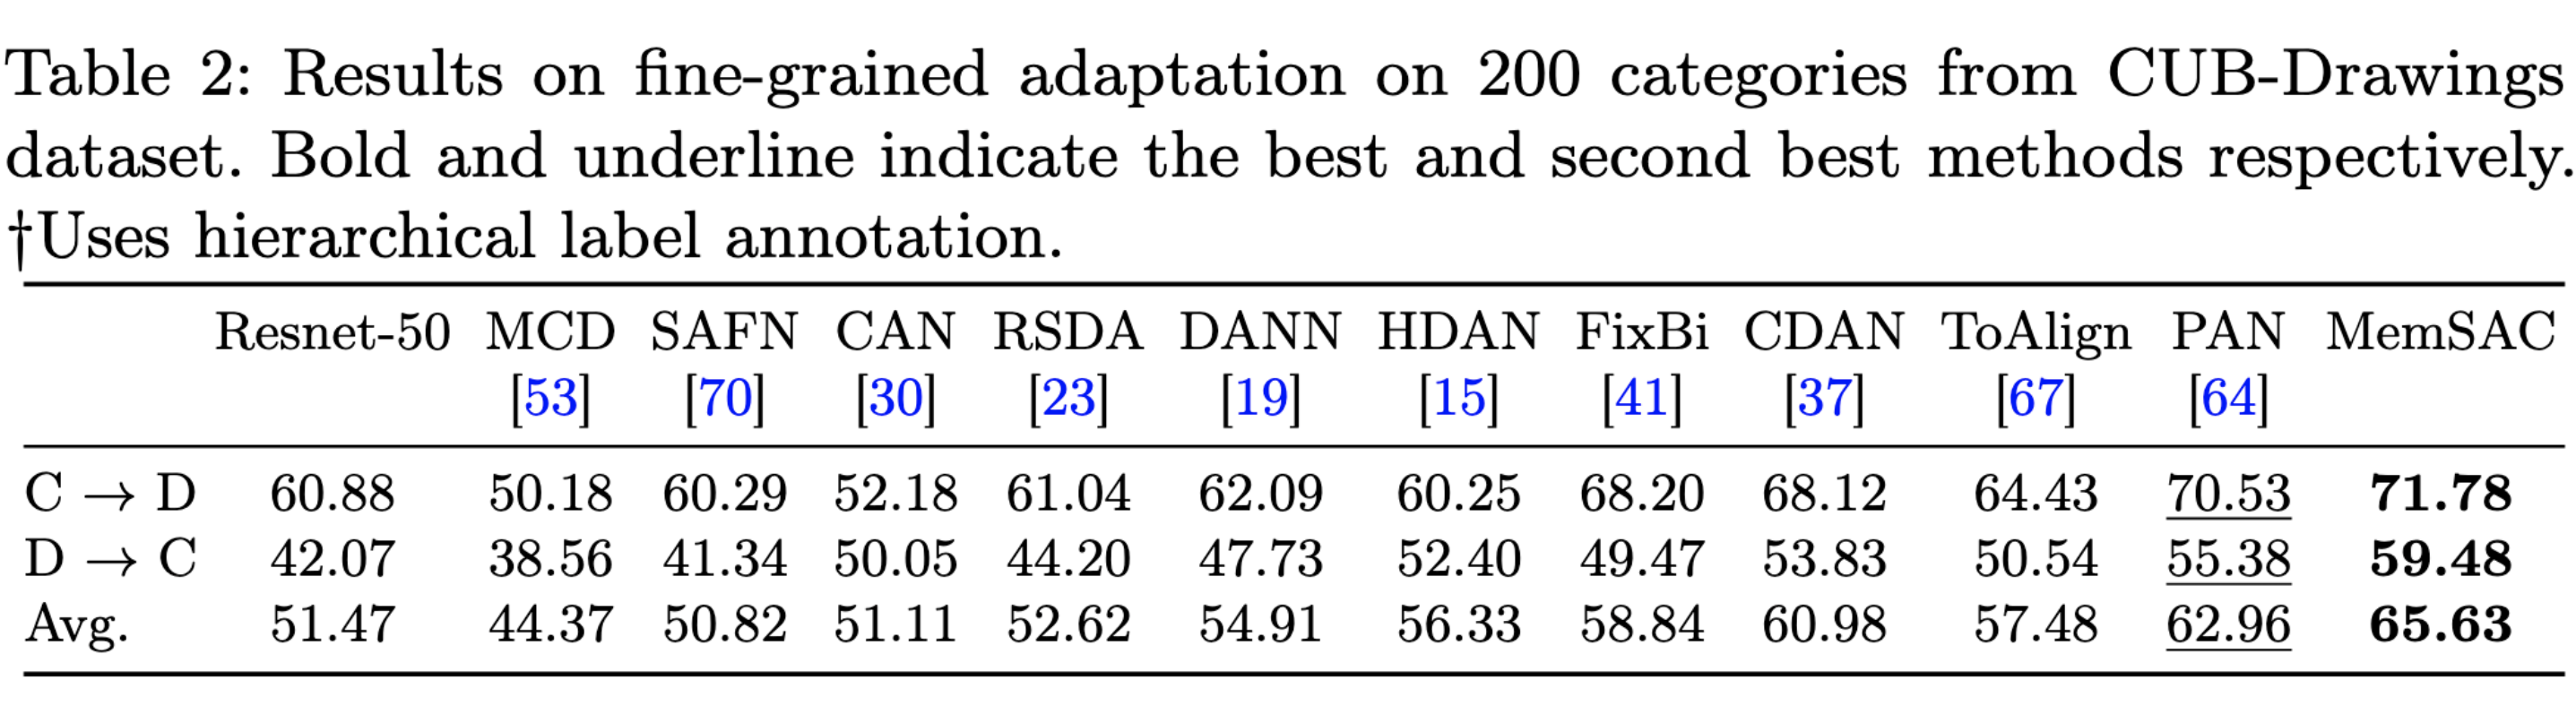 Table 2: Results on fine-grained adaptation on 200 categories from CUB-Drawings
dataset. Bold and underline indicate the best and second best methods respectively.
†Uses hierarchical label annotation.
Resnet-50 MCD SAFN CAN RSDA DANN HDAN FixBi CDAN ToAlign PAN MemSAC
[53] [70] [30] [23] [19] [15] [41] [37] [67] [64]
C → D 60.88 50.18 60.29 52.18 61.04 62.09 60.25 68.20 68.12 64.43 70.53 71.78
D → C 42.07 38.56 41.34 50.05 44.20 47.73 52.40 49.47 53.83 50.54 55.38 59.48
Avg. 51.47 44.37 50.82 51.11 52.62 54.91 56.33 58.84 60.98 57.48 62.96 65.63